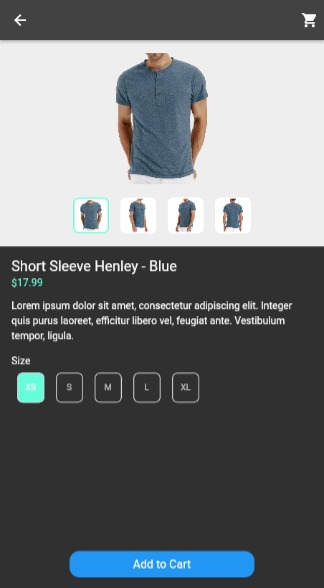 Short Sleeve Henley - Blue
$17.99
Lorem ipsum dolor sit amet, consectetur adipiscing elit. Integer
quis purus laoreet, efficitur libero vel, feugiat ante. Vestibulum
tempor, ligula.
Size
XS S M L XL
Add to Cart